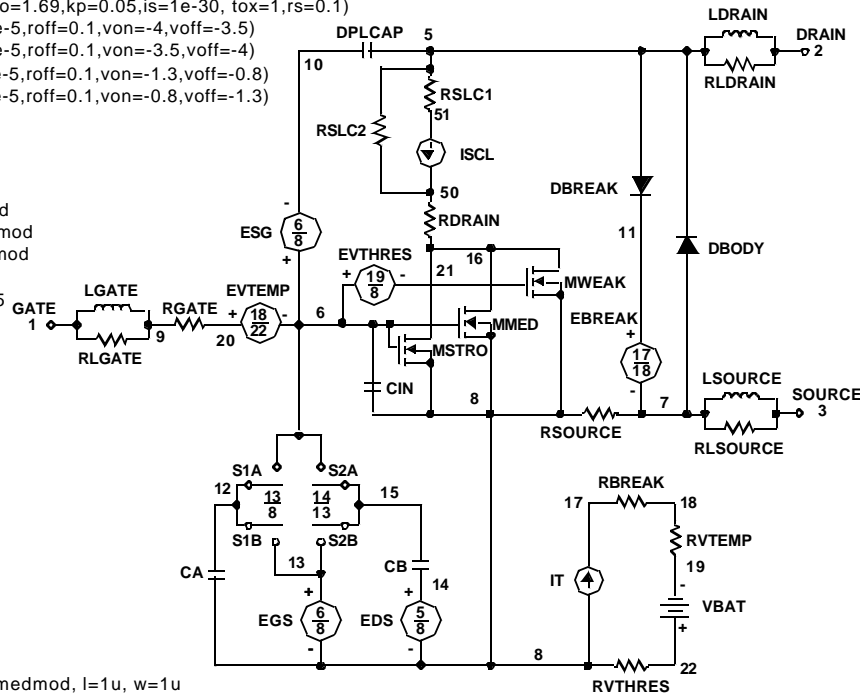 o=1.69,kp=0.05,is=1e-30, tox=1,rs=0.1)
e-5,roff=0.1,von=-4,voff=-3.5)
e-5,roff=0.1,von=-3.5,voff=-4)
e-5,roff=0.1,von=-1.3,voff=-0.8)
e-5,roff=0.1,von=-0.8,voff=-1.3)
LDRAIN
DPLCAP
5
DRAIN
2
10
RLDRAIN
RSLC1
51
RSLC2
ISCL
50
DBREAK
d
mod
mod
RDRAIN
ESG
6
8
-
+
11
DBODY
EVTHRES
16
21
+
19
8
-
MWEAK
5
GATE
1
LGATE
RGATE
EVTEMP
+
18
22
-
6
MMED
EBREAK
+
17
18
-
9
20
RLGATE
MSTRO
LSOURCE
CIN
8
7
SOURCE
3
RSOURCE
RLSOURCE
S1A
S2A
12
13
8
14
13
15
RBREAK
17
18
S1B
S2B
RVTEMP
13
CB
19
CA
14
IT
-
VBAT
+
+
EGS
6
8
-
+
EDS
5
8
-
8
22
RVTHRES
medmod, l=1u, w=1u